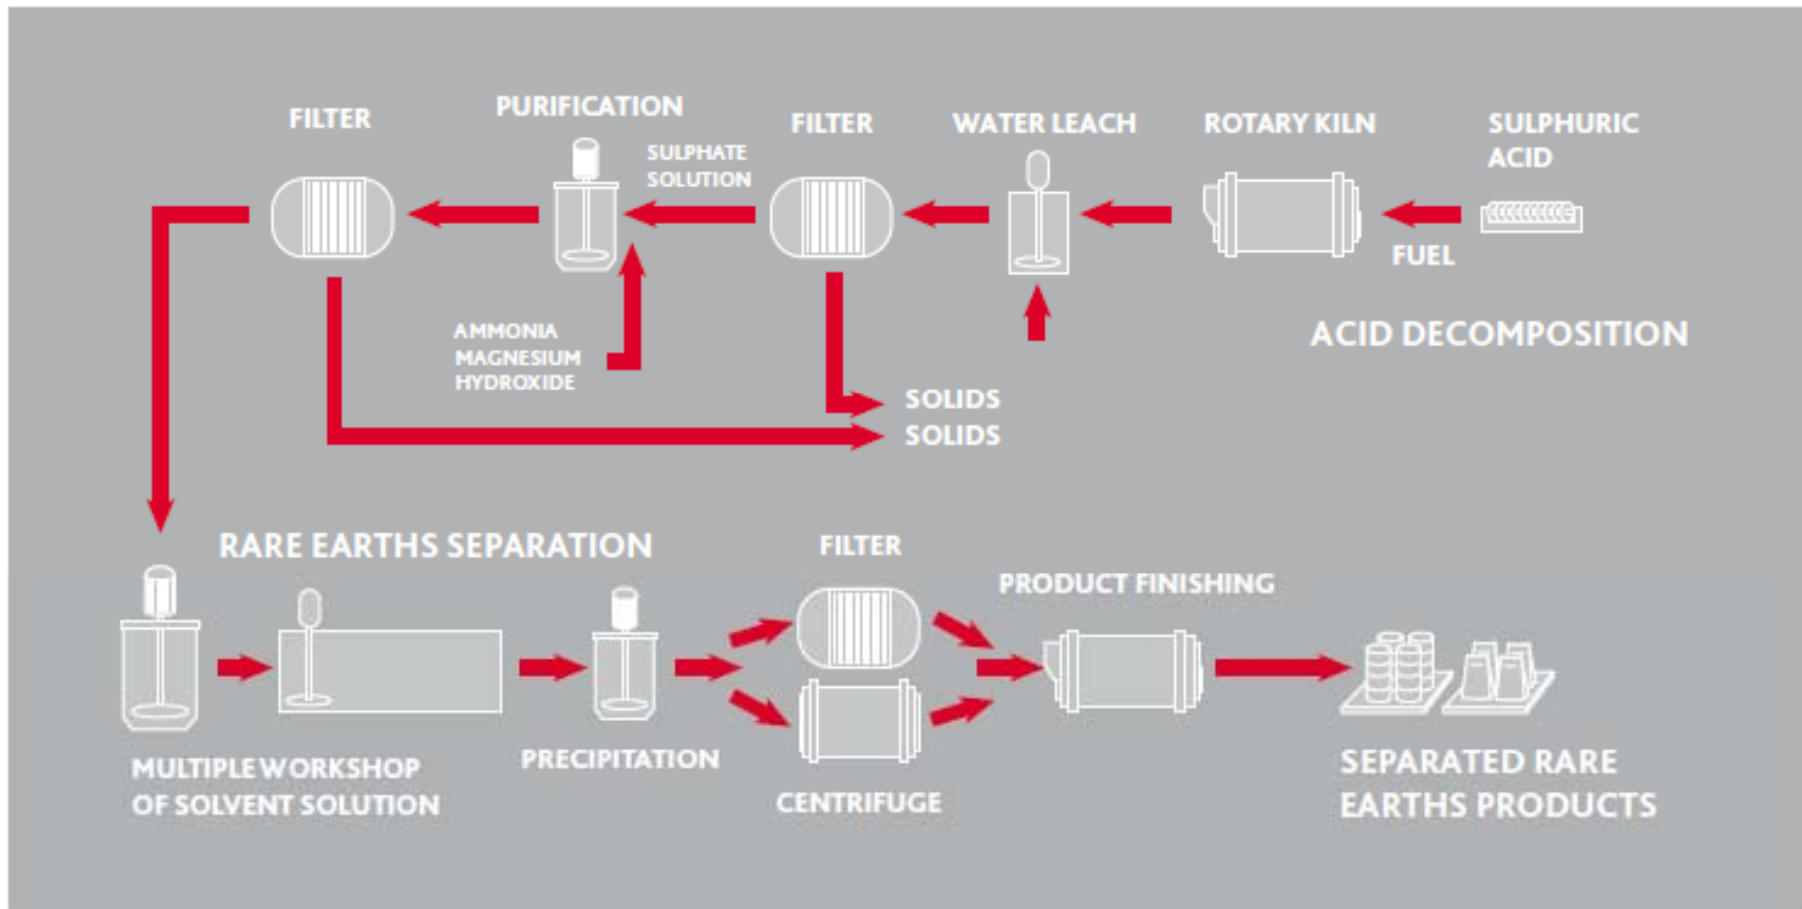 FILTER
PURIFICATION
SULPHATE
SOLUTION
FILTER
WATER LEACH
ROTARY KILN
SULPHURIC
ACID
FUEL
ACID DECOMPOSITION
AMMONIA
MAGNESIUM
HYDROXIDE
SOLIDS
SOLIDS
RARE EARTHS SEPARATION
FILTER
PRODUCT FINISHING
MULTIPLE WORKSHOP
OF SOLVENT SOLUTION
PRECIPITATION
CENTRIFUGE
SEPARATED RARE
EARTHS PRODUCTS